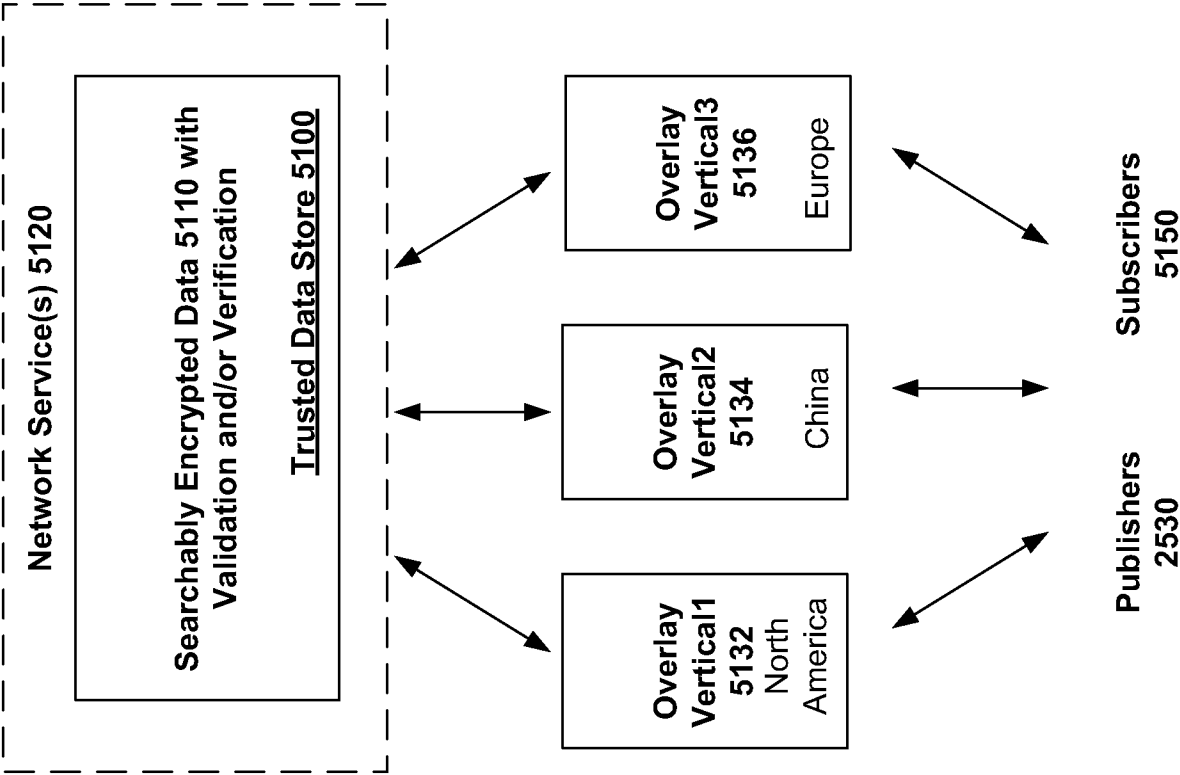 Network Service(s) 5120
Searchably Encrypted Data 5110 with
Validation and/or Verification
Trusted Data Store 5100
Overlay
Vertical1
5132
North
America
Overlay
Vertical2
5134
China
Overlay
Vertical3
5136
Europe
Publishers
2530
Subscribers
5150